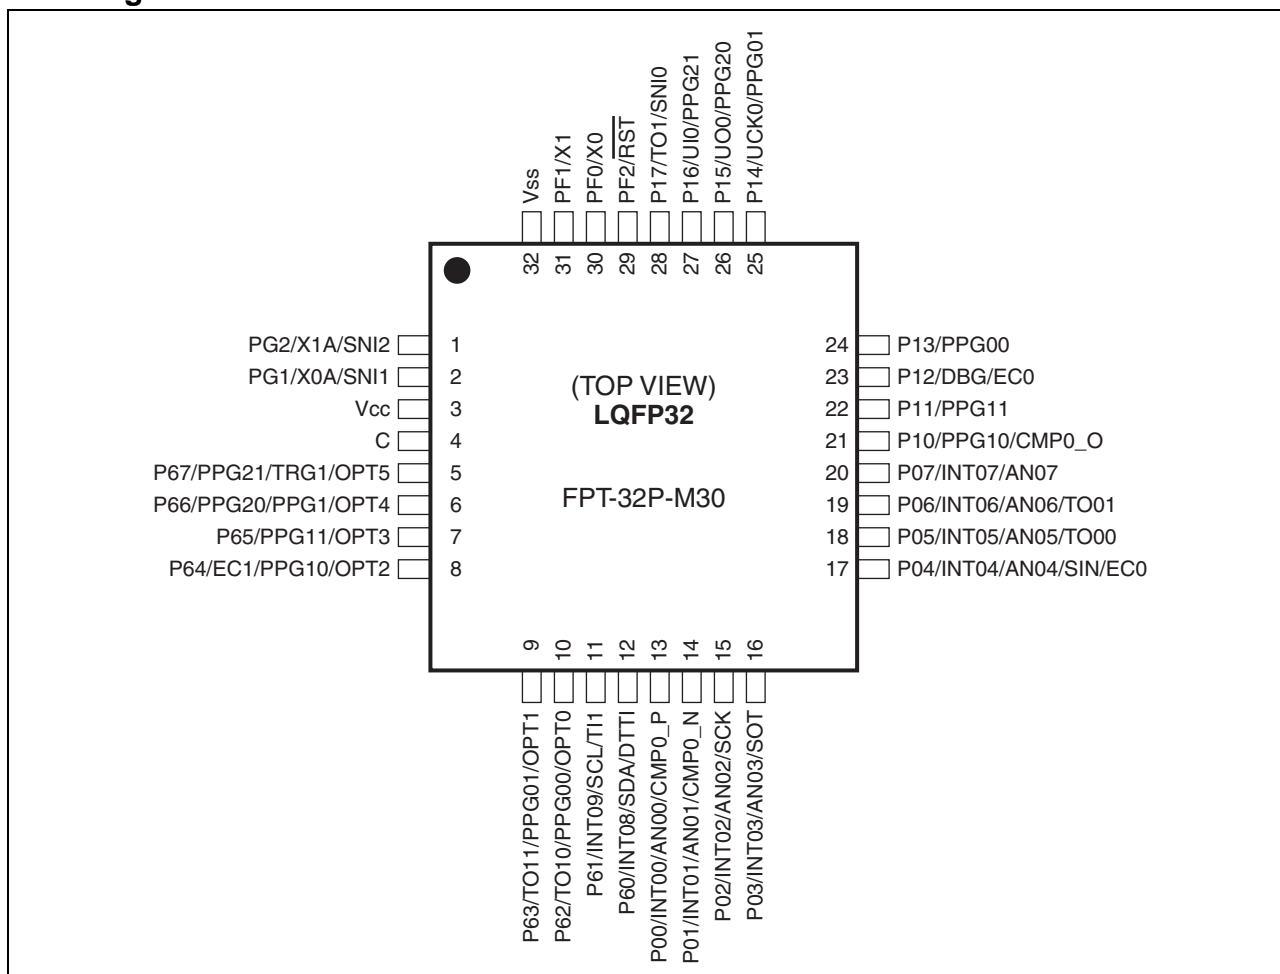 Vss
PF1/X1
PF0/X0
PF2/RST
P17/TO1/SNI0
P16/UI0/PPG21
P15/UO0/PPG20
P14/UCK0/PPG01
32
31
30
29
28
27
26
25
PG2/X1A/SNI2 1
PG1/X0A/SNI1 2
Vcc 3
C 4
P67/PPG21/TRG1/OPT5 5
P66/PPG20/PPG1/OPT4 6
P65/PPG11/OPT3 7
P64/EC1/PPG10/OPT2 8
(TOP VIEW)
LQFP32
FPT-32P-M30
24 P13/PPG00
23 P12/DBG/EC0
22 P11/PPG11
21 P10/PPG10/CMP0_O
20 P07/INT07/AN07
19 P06/INT06/AN06/TO01
18 P05/INT05/AN05/TO00
17 P04/INT04/AN04/SIN/EC0
9
10
11
12
13
14
15
16
P63/TO11/PPG01/OPT1
P62/TO10/PPG00/OPT0
P61/INT09/SCL/TI1
P60/INT08/SDA/DTTI
P00/INT00/AN00/CMP0_P
P01/INT01/AN01/CMP0_N
P02/INT02/AN02/SCK
P03/INT03/AN03/SOT